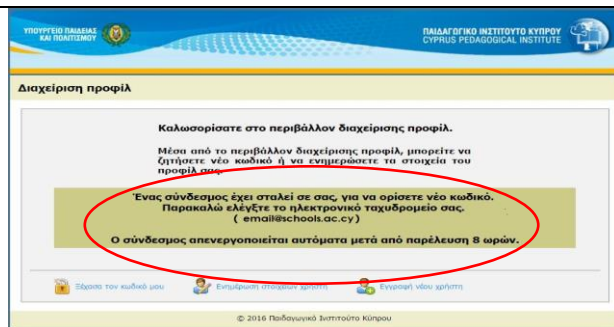 ΥΠΟΥΡΓΕΙΟ ΠΑΙΔΕΙΑΣ
ΚΑΙ ΠΟΛΙΤΙΣΜΟΥ
ΠΑΙΔΑΓΩΓΙΚΟ ΙΝΣΤΙΤΟΥΤΟ ΚΥΠΡΟΥ
CYPRUS PEDAGOGICAL INSTITUTE
Διαχείριση προφίλ
Καλωσορίσατε στο περιβάλλον διαχείρισης προφίλ.
Μέσα από το περιβάλλον διαχείρισης προφίλ, μπορείτε να
ζητήσετε νέο κωδικό ή να ενημερώσετε τα στοιχεία του
προφίλ σας.
Ένας σύνδεσμος έχει σταλεί σε σας, για να ορίσετε νέο κωδικό.
Παρακαλώ ελέγξτε το ηλεκτρονικό ταχυδρομείο σας.
( email@schools.ac.cy)
Ο σύνδεσμος απενεργοποιείται αυτόματα μετά από παρέλευση 8 ωρών.
Ξέχασα τον κωδικό μου
Ενημέρωση στοιχείων χρήστη
Εγγραφή νέου χρήστη
© 2016 Παιδαγωγικό Ινστιτούτο Κύπρου